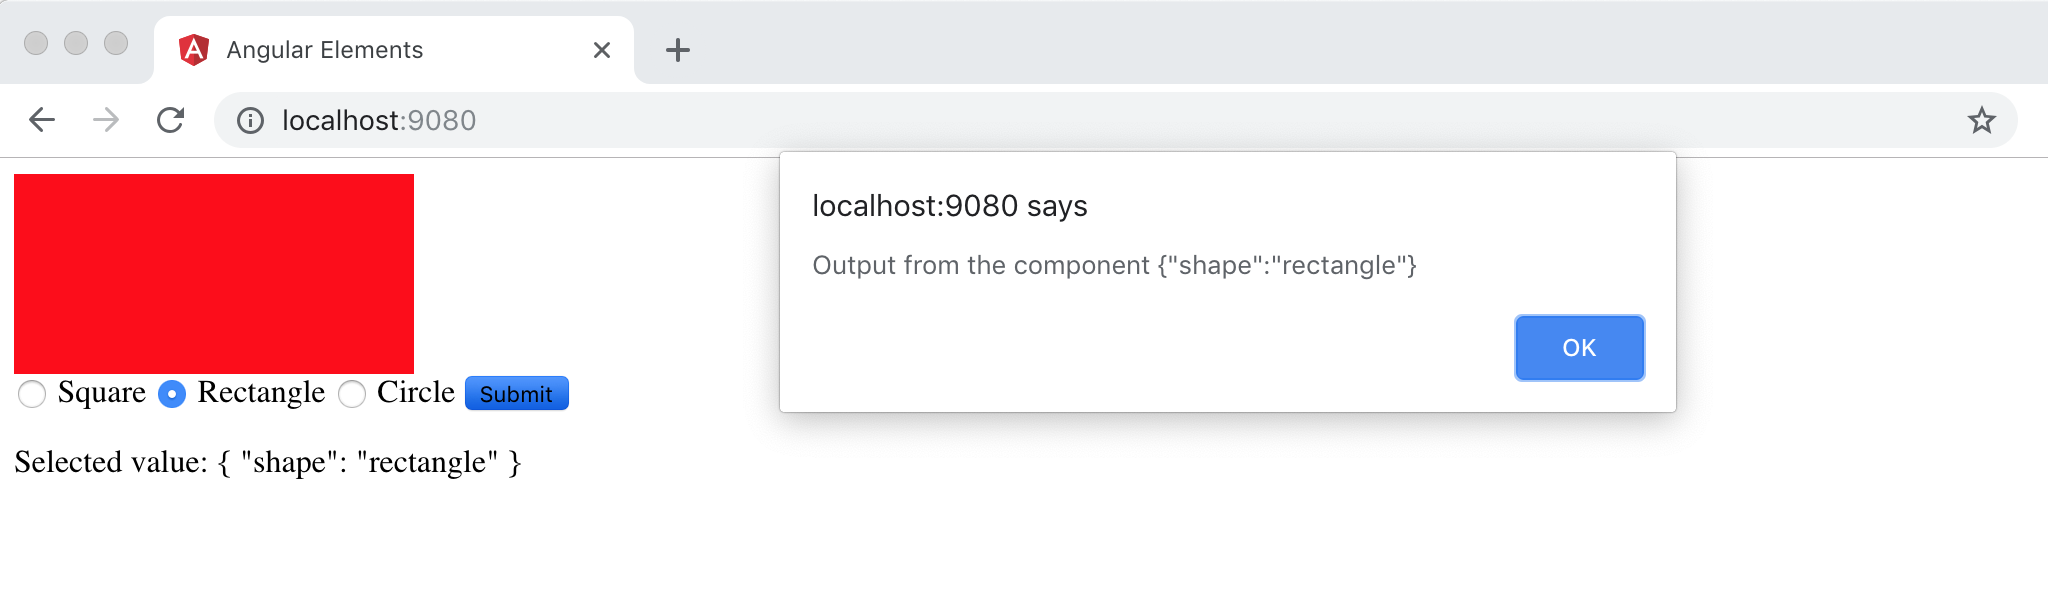 Angular Elements
localhost:9080
localhost:9080 says
Output from the component {"shape":"rectangle"}
OK
Square Rectangle Circle Submit
Selected value: { "shape": "rectangle" }